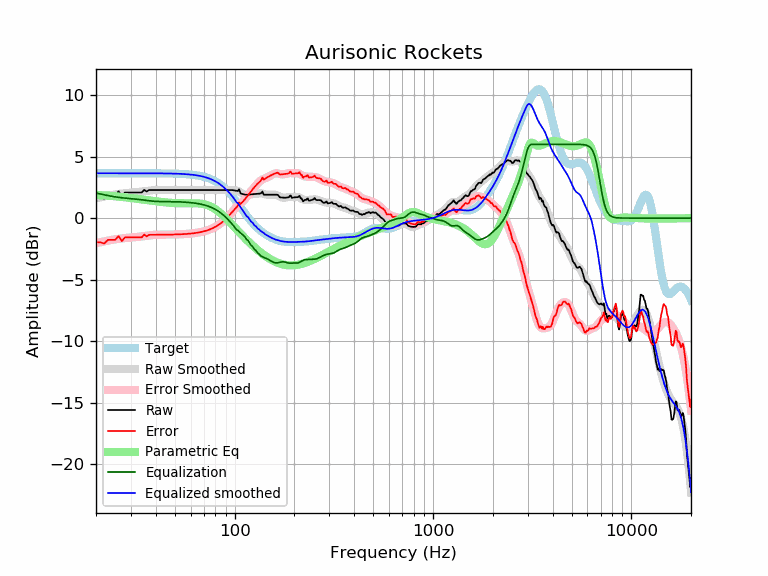 Aurisonic Rockets
10
5
0
−5
−10
−15
−20
Amplitude (dBr)
Target
Raw Smoothed
Error Smoothed
Raw
Error
Parametric Eq
Equalization
Equalized smoothed
100
1000
10000
Frequency (Hz)